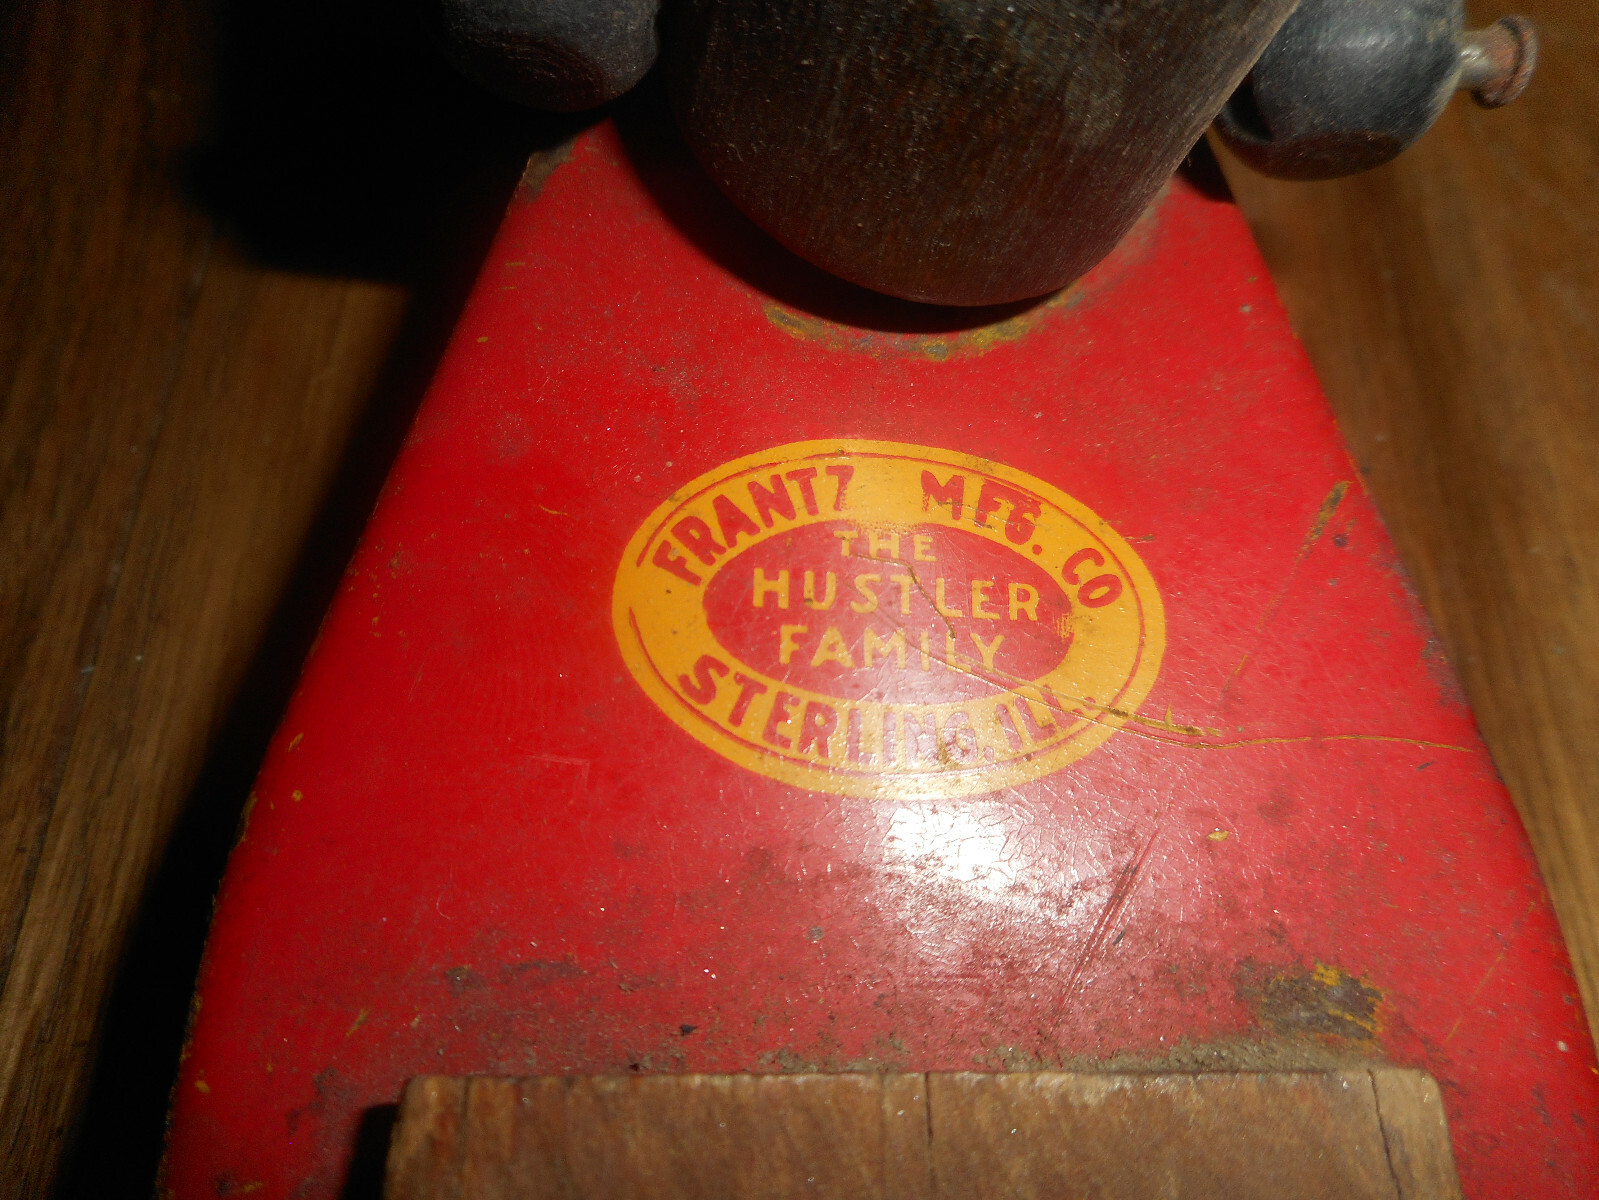 FRANTZ MFG. CO
THE
HUSTLER
FAMILY
STERLING, ILL.